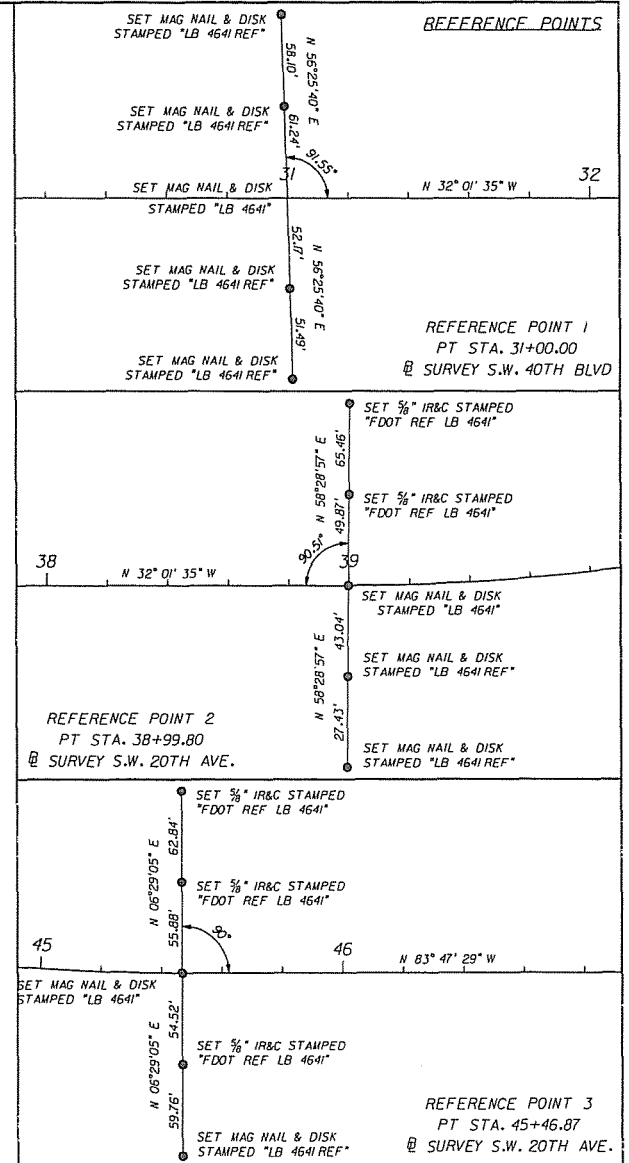 REFERENCE POINTS
SET MAG NAIL & DISK
STAMPED "LB 4641 REF"
N 56°25'40" E
58.10'
SET MAG NAIL & DISK
STAMPED "LB 4641 REF"
61.24'
91.55°
31
32
SET MAG NAIL & DISK
STAMPED "LB 4641"
N 32° 01' 35" W
52.17'
N 56°25'40" E
SET MAG NAIL & DISK
STAMPED "LB 4641 REF"
51.49'
SET MAG NAIL & DISK
STAMPED "LB 4641 REF"
REFERENCE POINT 1
PT STA. 31+00.00
SURVEY S.W. 40TH BLVD
SET ⅝" IR&C STAMPED
"FDOT REF LB 4641"
65.46'
N 58°28'57" E
SET ⅝" IR&C STAMPED
"FDOT REF LB 4641"
49.87'
90.51°
38
39
N 32° 01' 35" W
SET MAG NAIL & DISK
STAMPED "LB 4641"
43.04'
N 58°28'57" E
SET MAG NAIL & DISK
STAMPED "LB 4641 REF"
27.43'
SET MAG NAIL & DISK
STAMPED "LB 4641 REF"
REFERENCE POINT 2
PT STA. 38+99.80
SURVEY S.W. 20TH AVE.
SET ⅝" IR&C STAMPED
"FDOT REF LB 4641"
62.84'
N 06°29'05" E
SET ⅝" IR&C STAMPED
"FDOT REF LB 4641"
55.88'
90°
45
46
N 83° 47' 29" W
SET MAG NAIL & DISK
STAMPED "LB 4641"
54.52'
N 06°29'05" E
SET ⅝" IR&C STAMPED
"FDOT REF LB 4641"
59.76'
SET MAG NAIL & DISK
STAMPED "LB 4641 REF"
REFERENCE POINT 3
PT STA. 45+46.87
SURVEY S.W. 20TH AVE.